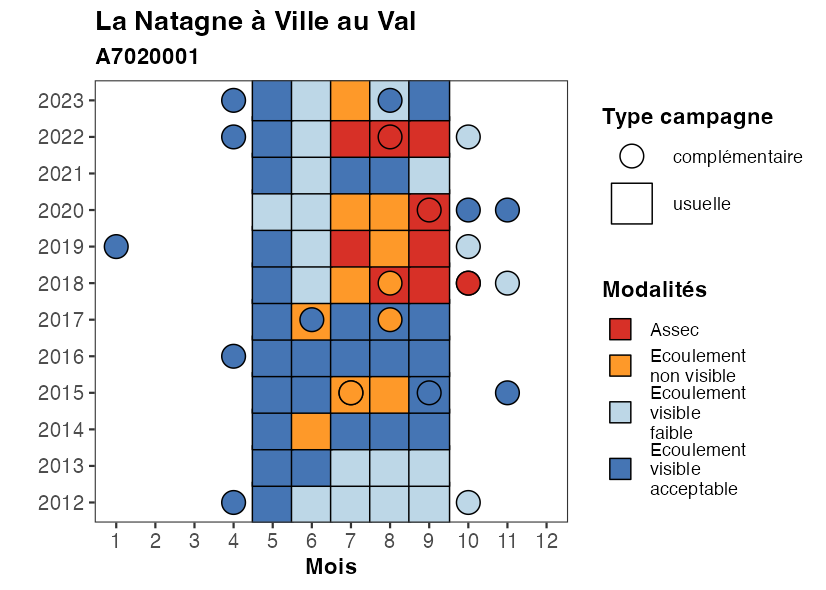 La Natagne à Ville au Val
A7020001
2023
2022
2021
2020
2019
2018
2017
2016
2015
2014
2013
2012
1 2 3 4 5 6 7 8 9 10 11 12
Mois
Type campagne
complémentaire
usuelle
Modalités
Assec
Ecoulement
non visible
Ecoulement
visible
faible
Ecoulement
visible
acceptable